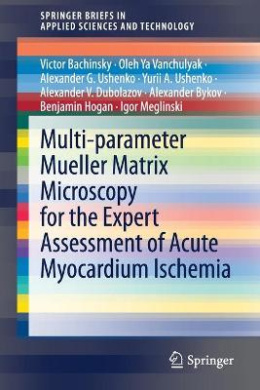 SPRINGER BRIEFS IN
APPLIED SCIENCES AND TECHNOLOGY
Victor Bachinsky · Oleh Ya Vanchulyak ·
Alexander G. Ushenko · Yurii A. Ushenko ·
Alexander V. Dubolazov · Alexander Bykov ·
Benjamin Hogan · Igor Meglinski
Multi-parameter
Mueller Matrix
Microscopy
for the Expert
Assessment of Acute
Myocardium Ischemia
Springer